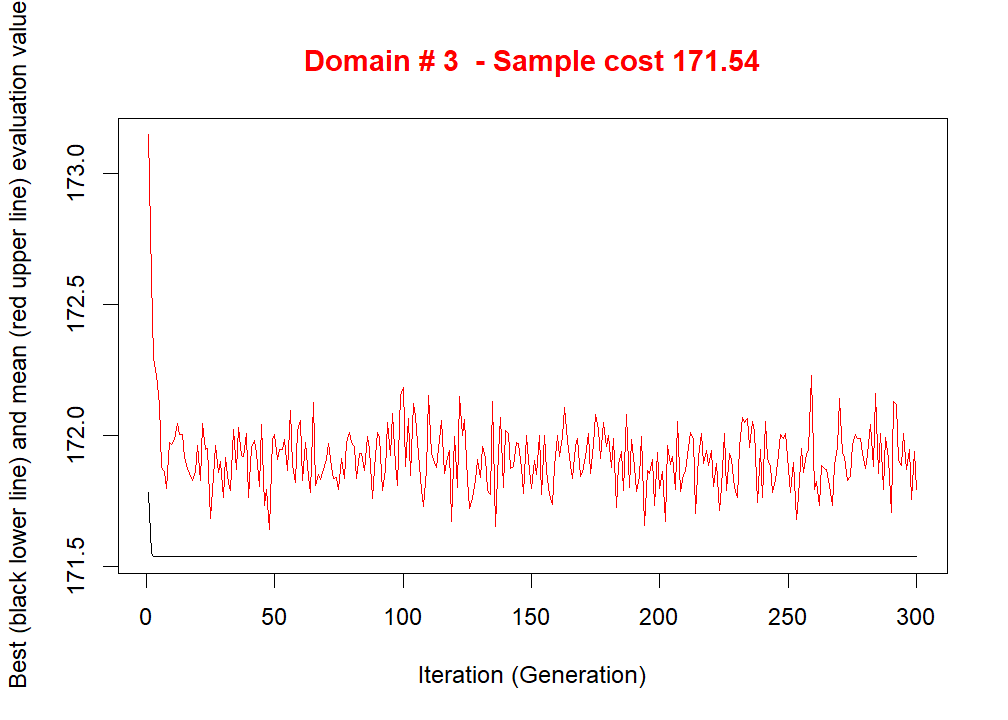 Domain # 3  - Sample cost 171.54
Best (black lower line) and mean (red upper line) evaluation value
173.0
172.5
172.0
171.5
0 50 100 150 200 250 300
Iteration (Generation)